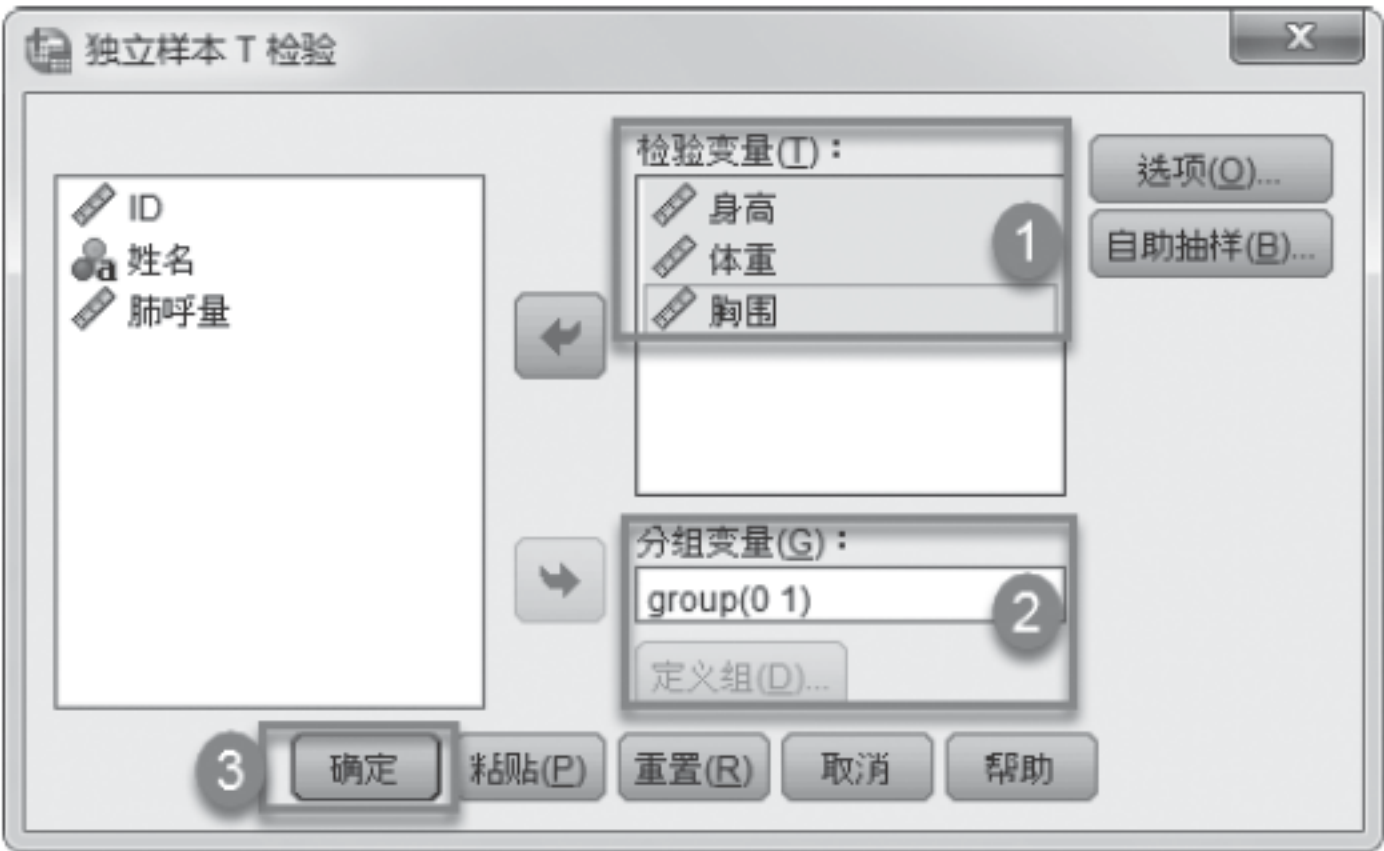 独立样本 T 检验
ID
姓名
肺呼量
检验变量(T)：
身高
体重
胸围
1
选项(O)...
自助抽样(B)...
分组变量(G)：
group(0 1)
2
定义组(D)...
3
确定
粘贴(P)
重置(R)
取消
帮助